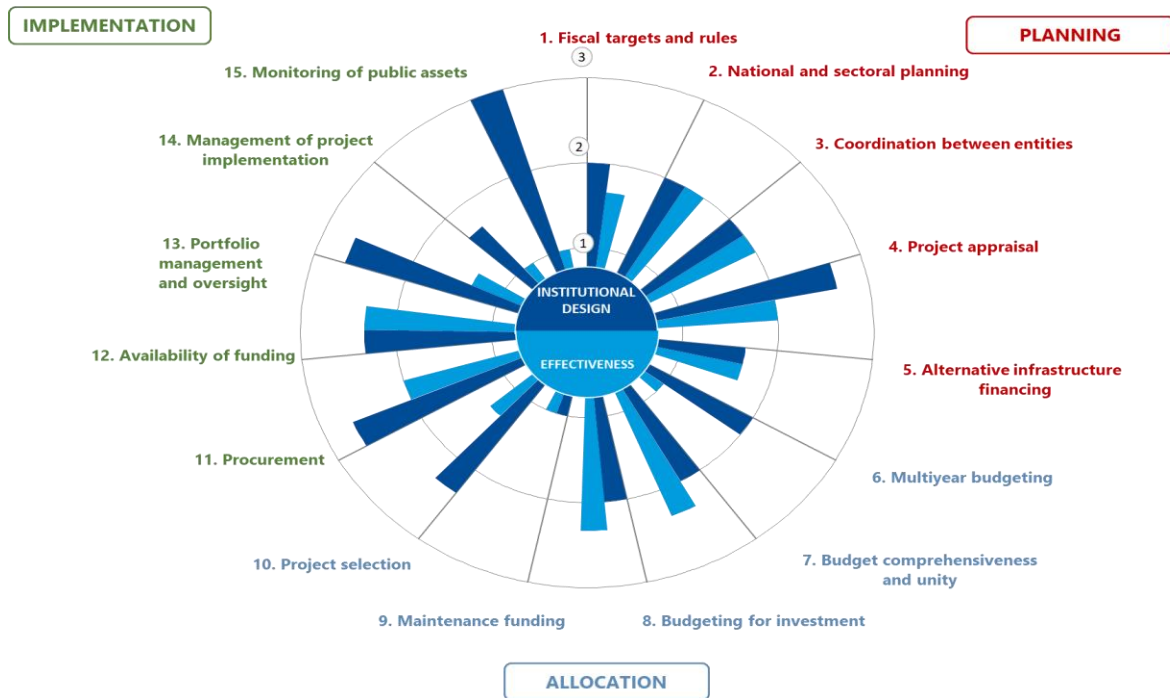 IMPLEMENTATION
PLANNING
1. Fiscal targets and rules
2. National and sectoral planning
3. Coordination between entities
4. Project appraisal
5. Alternative infrastructure
financing
6. Multiyear budgeting
7. Budget comprehensiveness
and unity
8. Budgeting for investment
9. Maintenance funding
10. Project selection
11. Procurement
12. Availability of funding
13. Portfolio
management
and oversight
14. Management of project
implementation
15. Monitoring of public assets
3
2
1
INSTITUTIONAL
DESIGN
EFFECTIVENESS
ALLOCATION